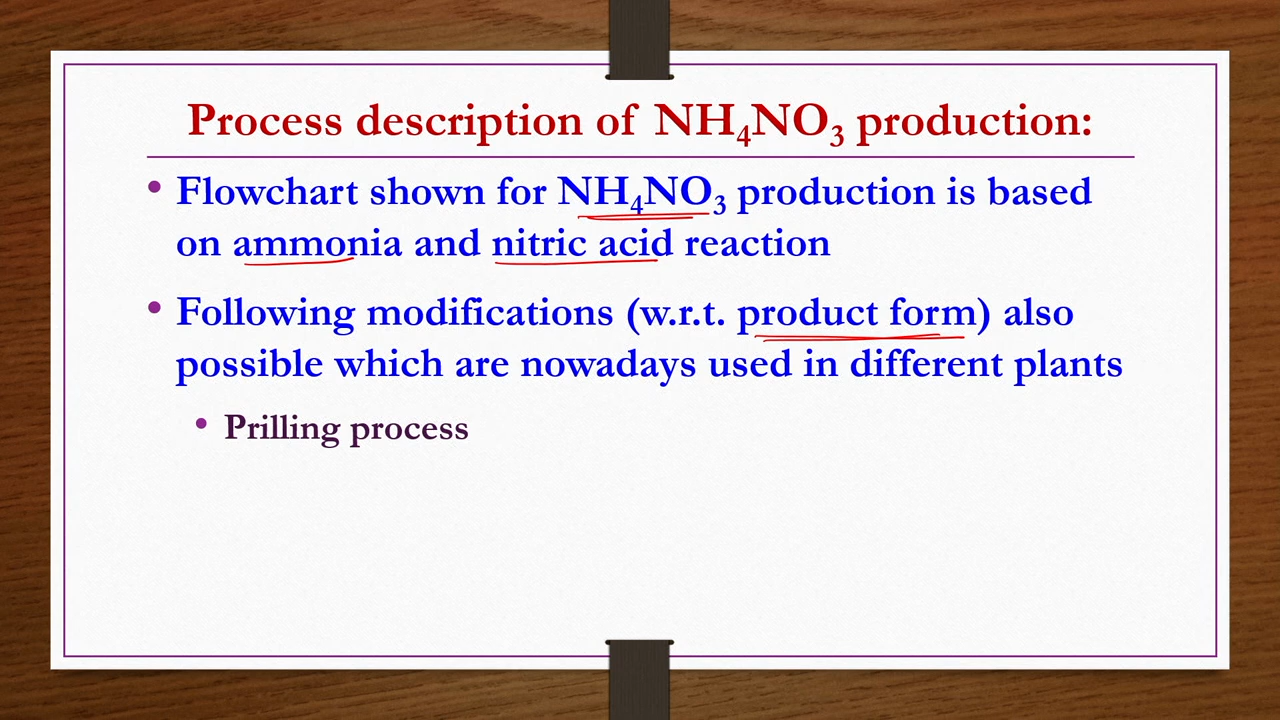 Process description of NH₄NO₃ production:
• Flowchart shown for NH₄NO₃ production is based
on ammonia and nitric acid reaction
• Following modifications (w.r.t. product form) also
possible which are nowadays used in different plants
• Prilling process